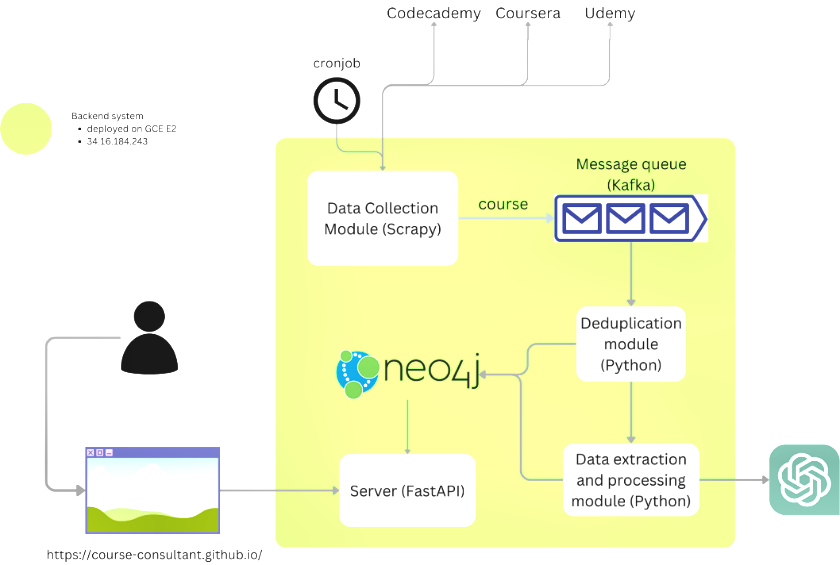 Codecademy
Coursera
Udemy
cronjob
Backend system
deployed on GCE E2
34.16.184.243
Message queue
(Kafka)
Data Collection
Module (Scrapy)
course
Deduplication
module
(Python)
neo4j
Data extraction
and processing
module (Python)
Server (FastAPI)
https://course-consultant.github.io/